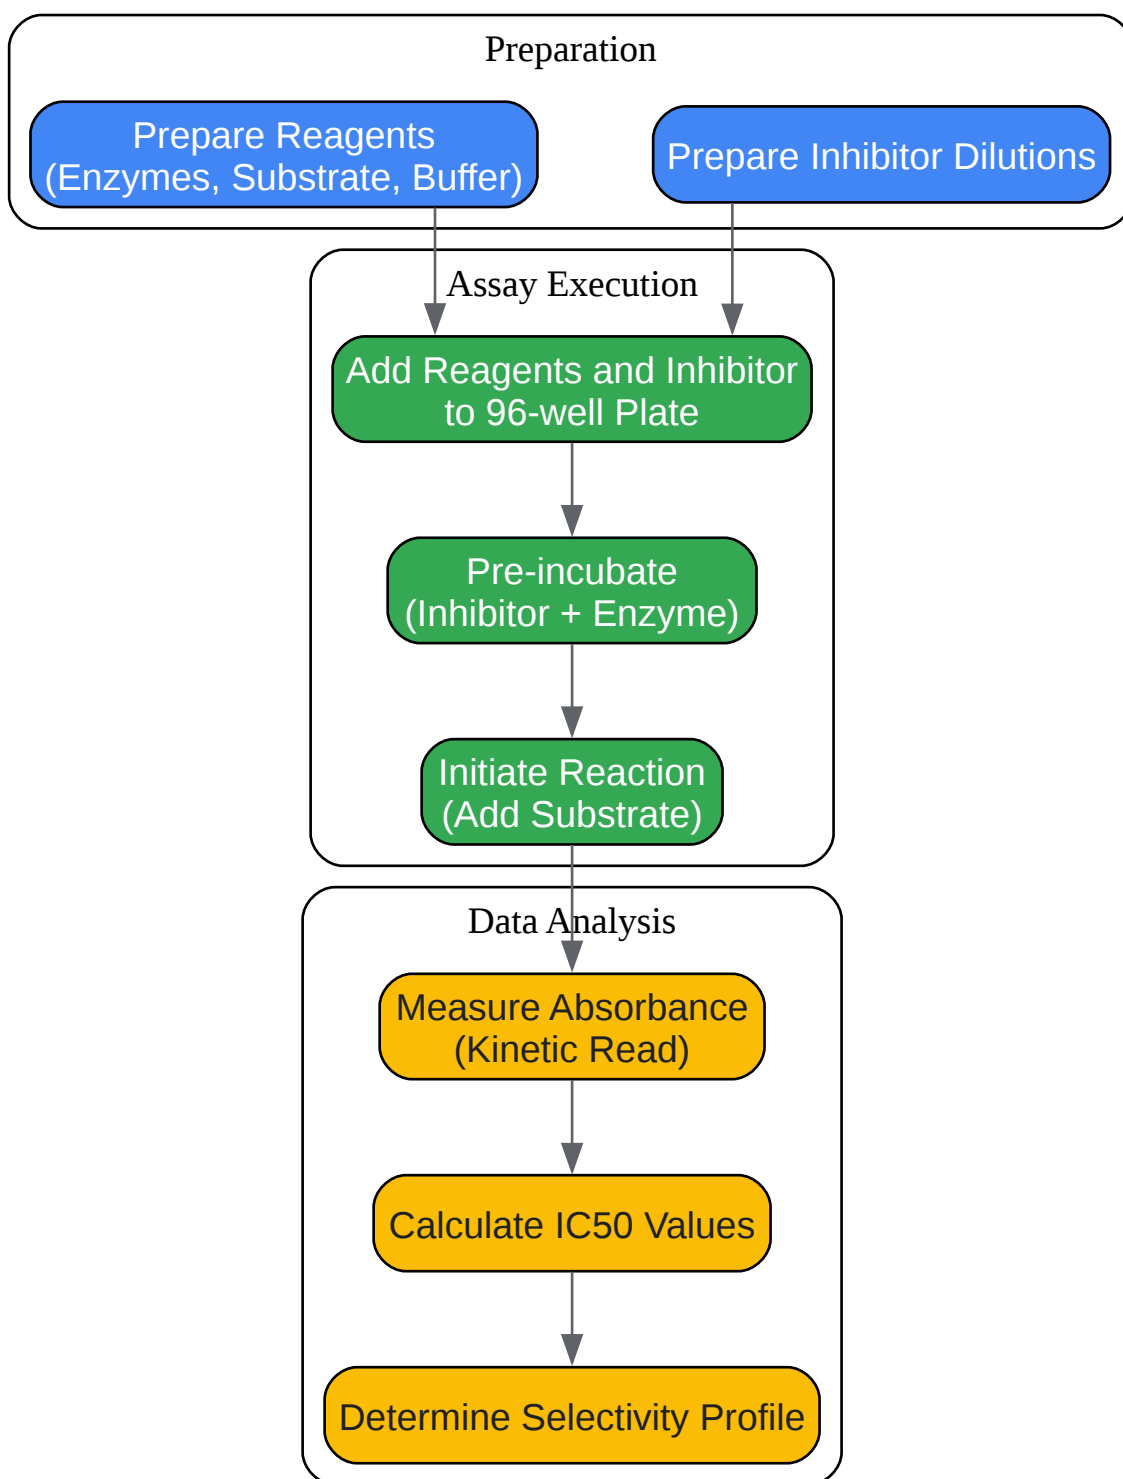 Preparation
Prepare Reagents
(Enzymes, Substrate, Buffer)
Prepare Inhibitor Dilutions
Assay Execution
Add Reagents and Inhibitor
to 96-well Plate
Pre-incubate
(Inhibitor + Enzyme)
Initiate Reaction
(Add Substrate)
Data Analysis
Measure Absorbance
(Kinetic Read)
Calculate IC50 Values
Determine Selectivity Profile